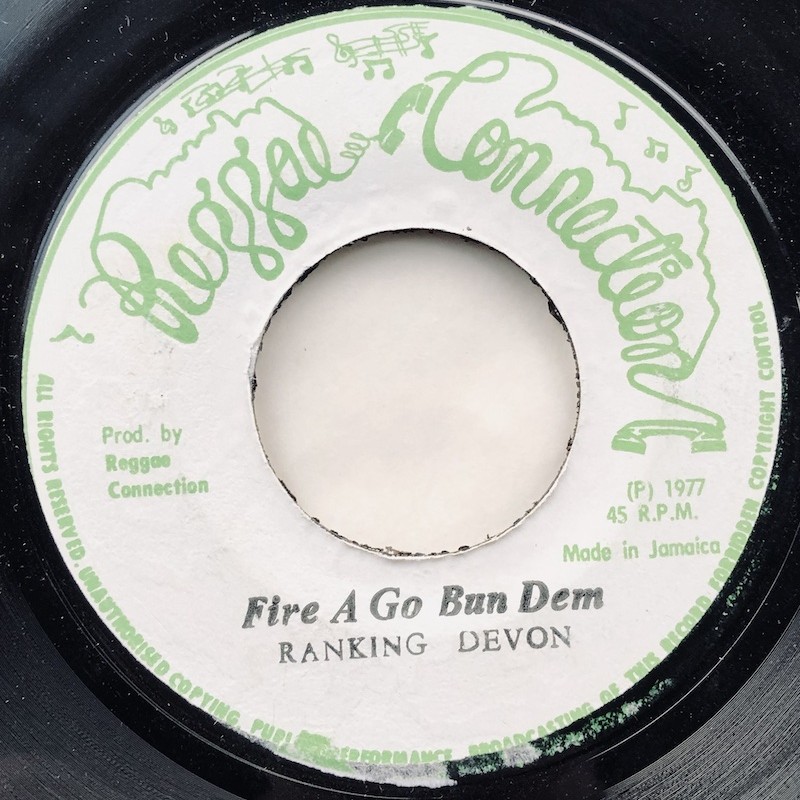 Reggae Connection
Prod. by
Reggae
Connection
(P) 1977
45 R.P.M.
Made in Jamaica
Fire A Go Bun Dem
RANKING DEVON
ALL RIGHTS RESERVED. UNAUTHORISED COPYING, PERFORMANCE, BROADCASTING OF THIS RECORD FORBIDDEN COPYRIGHT CONTROL